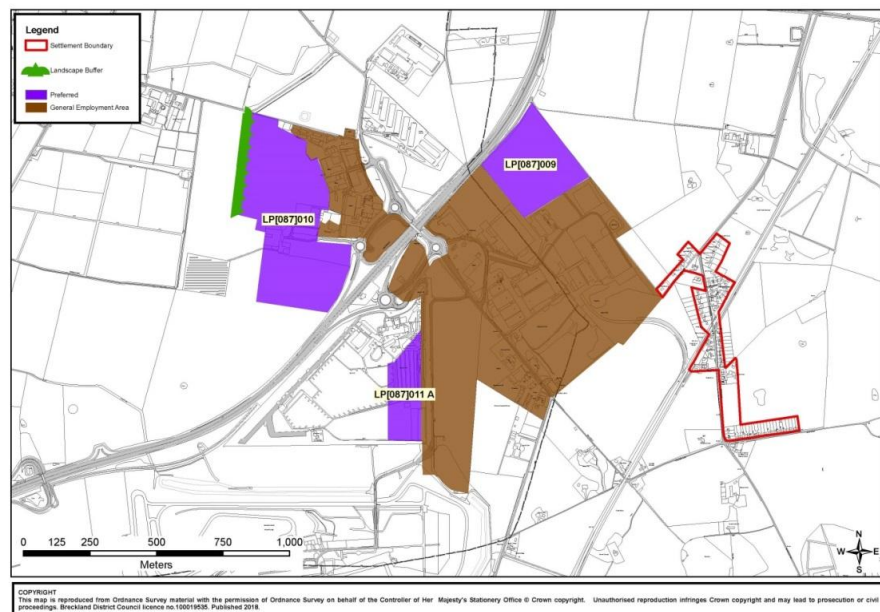 Legend
Settlement Boundary
Landscape Buffer
Preferred
General Employment Area
LP[087]009
LP[087]010
LP[087]011 A
0 125 250 500 750 1,000
Meters
N
W E
S
COPYRIGHT
This map is reproduced from Ordnance Survey material with the permission of Ordnance Survey on behalf of the Controller of Her Majesty's Stationery Office © Crown copyright. Unauthorised reproduction infringes Crown copyright and may lead to prosecution or civil
proceedings. Breckland District Council licence no.100019535. Published 2018.